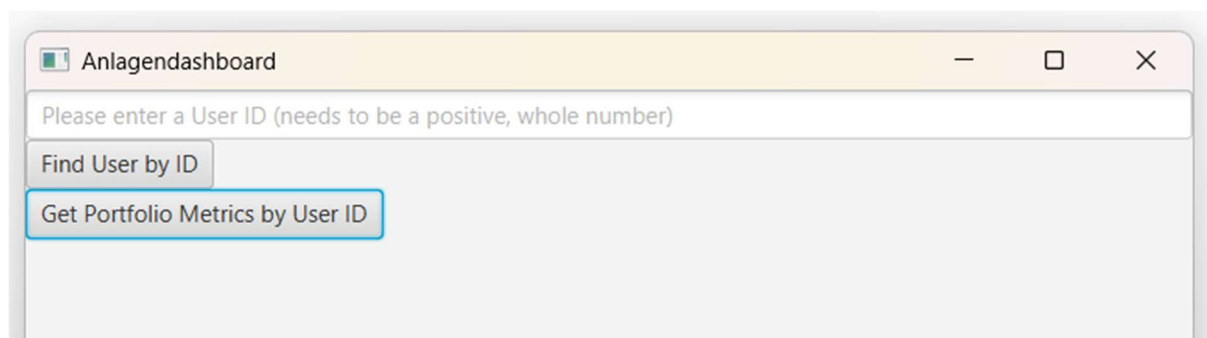 Anlagendashboard
Please enter a User ID (needs to be a positive, whole number)
Find User by ID
Get Portfolio Metrics by User ID